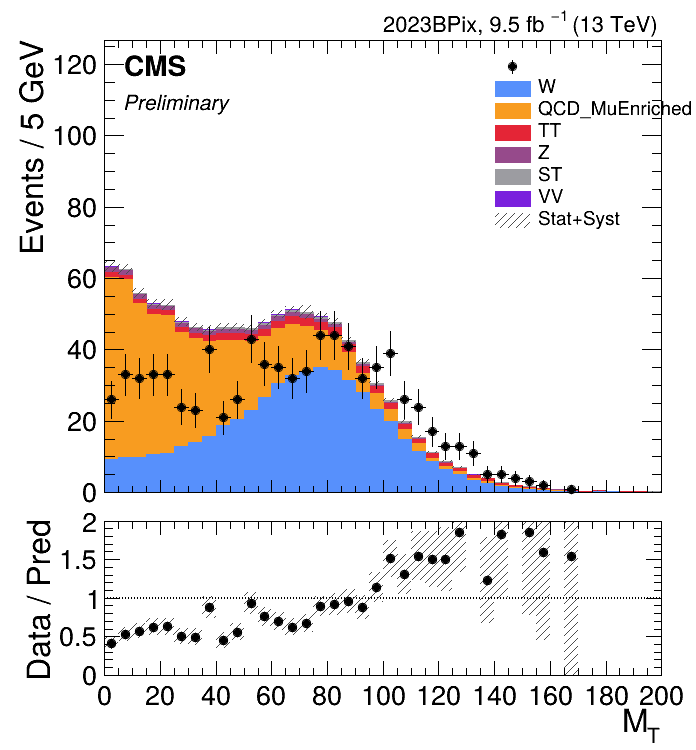 2023BPix, 9.5 fb⁻¹ (13 TeV)
CMS
Preliminary
W
QCD_MuEnriched
TT
Z
ST
VV
Stat+Syst
Events / 5 GeV
120
100
80
60
40
20
0
Data / Pred
2
1.5
1
0.5
0
0 20 40 60 80 100 120 140 160 180 200
M_T